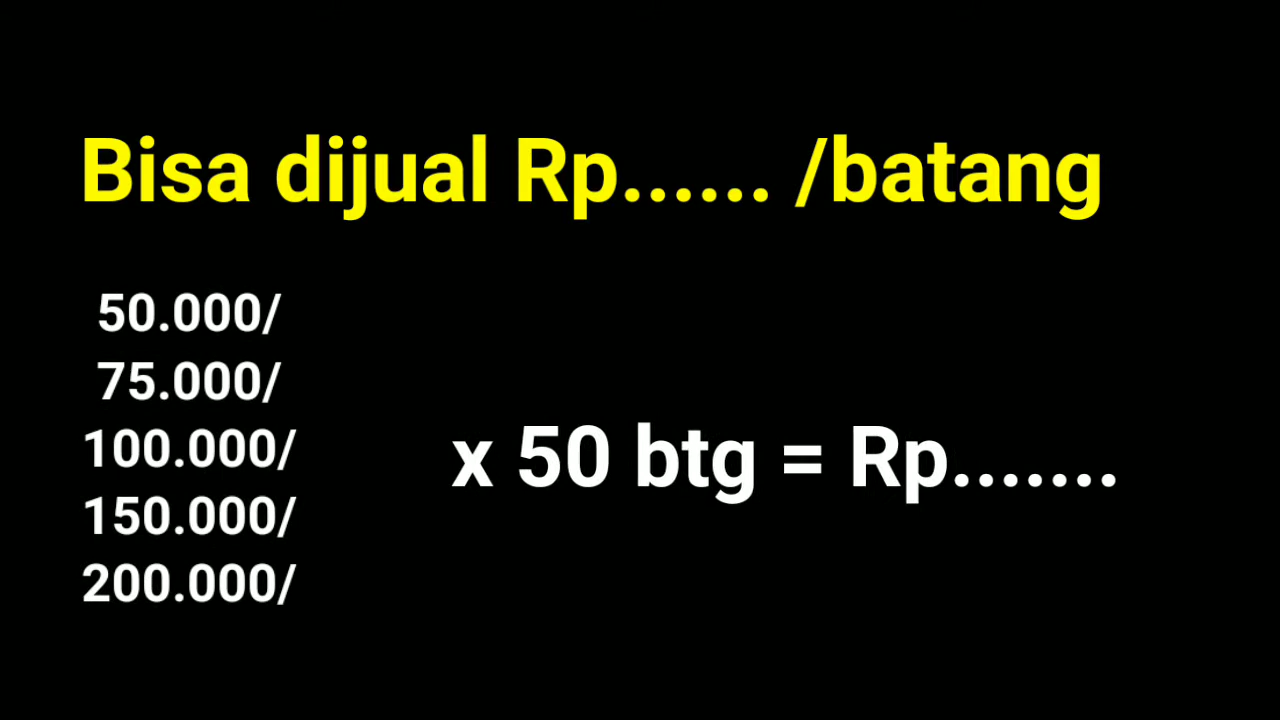 Bisa dijual Rp...... /batang
50.000/
75.000/
100.000/
150.000/
200.000/
x 50 btg = Rp.......